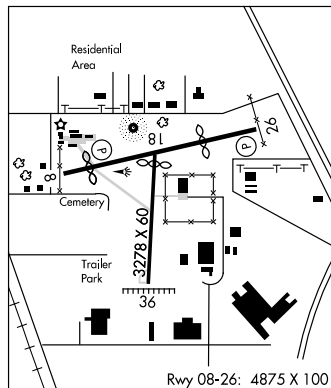 Residential
Area
P
18
26
P
8
Cemetery
3278 X 60
Trailer
Park
36
Rwy 08-26: 4875 X 100